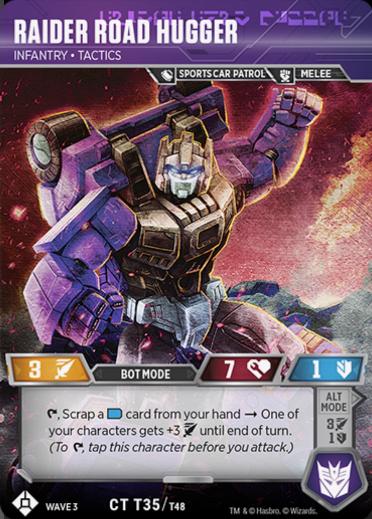 RAIDER ROAD HUGGER
INFANTRY • TACTICS
SPORTS CAR PATROL MELEE
3 BOT MODE 7 1
, Scrap a card from your hand → One of
your characters gets +3 until end of turn.
(To , tap this character before you attack.)
ALT
MODE
3
1
WAVE 3 CT T35/T48 TM & © Hasbro. © Wizards.